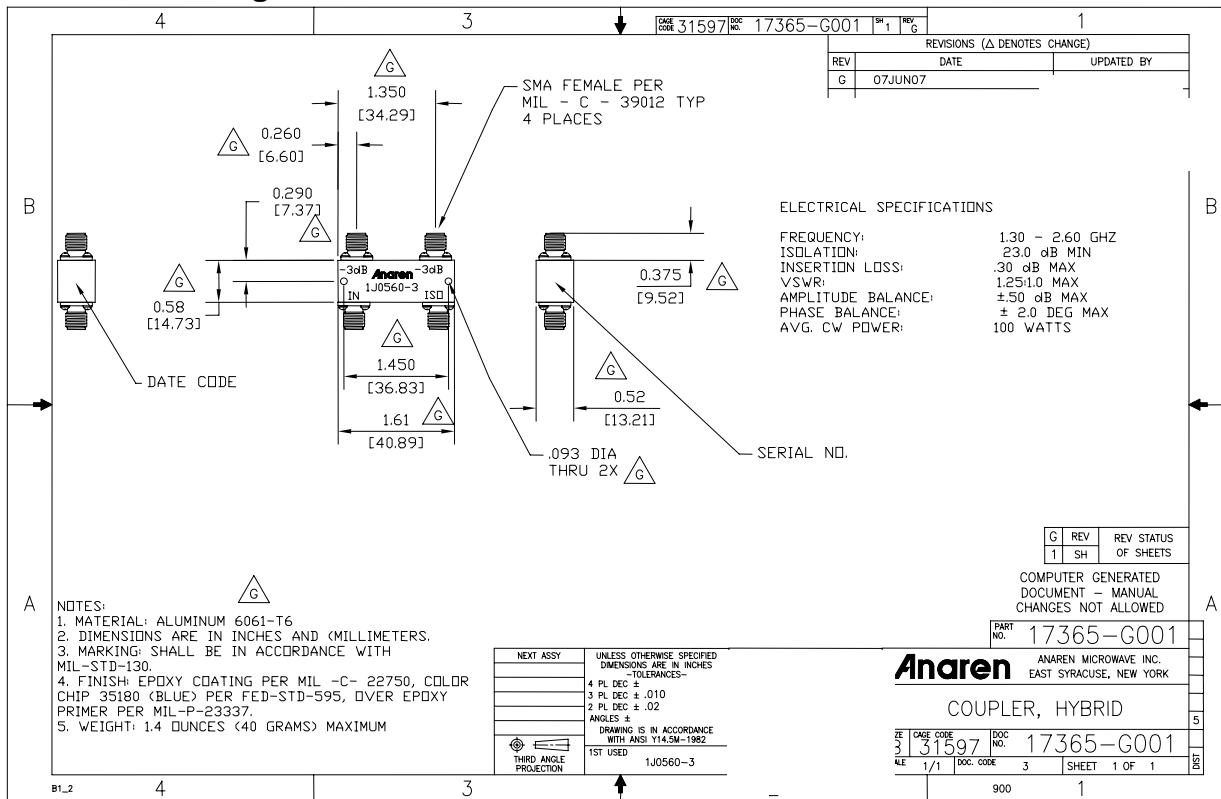 4
3
1
CAGE CODE 31597 DOC NO. 17365-G001 SH 1 REV G
REVISIONS (Δ DENOTES CHANGE)
REV DATE UPDATED BY
G 07JUN07
G
1.350
[34.29]
SMA FEMALE PER
MIL - C - 39012 TYP
4 PLACES
G
0.260
[6.60]
0.290
[7.37]
G
B
B
ELECTRICAL SPECIFICATIONS
FREQUENCY: 1.30 - 2.60 GHZ
ISOLATION: 23.0 dB MIN
INSERTION LOSS: .30 dB MAX
VSWR: 1.25:1.0 MAX
AMPLITUDE BALANCE: ±.50 dB MAX
PHASE BALANCE: ± 2.0 DEG MAX
AVG. CW POWER: 100 WATTS
-3dB Anaren -3dB
1J0560-3
IN ISO
G
0.58
[14.73]
0.375
[9.52]
G
G
1.450
[36.83]
DATE CODE
G
0.52
[13.21]
1.61
[40.89]
G
.093 DIA
THRU 2X
G
SERIAL NO.
G REV REV STATUS
1 SH OF SHEETS
COMPUTER GENERATED
DOCUMENT - MANUAL
CHANGES NOT ALLOWED
A
A
G
NOTES:
1. MATERIAL: ALUMINUM 6061-T6
2. DIMENSIONS ARE IN INCHES AND (MILLIMETERS.
3. MARKING: SHALL BE IN ACCORDANCE WITH
MIL-STD-130.
4. FINISH: EPOXY COATING PER MIL -C- 22750, COLOR
CHIP 35180 (BLUE) PER FED-STD-595, OVER EPOXY
PRIMER PER MIL-P-23337.
5. WEIGHT: 1.4 OUNCES (40 GRAMS) MAXIMUM
NEXT ASSY
UNLESS OTHERWISE SPECIFIED
DIMENSIONS ARE IN INCHES
-TOLERANCES-
4 PL DEC ±
3 PL DEC ± .010
2 PL DEC ± .02
ANGLES ±
DRAWING IS IN ACCORDANCE
WITH ANSI Y14.5M-1982
THIRD ANGLE
PROJECTION
1ST USED
1J0560-3
PART NO. 17365-G001
Anaren
ANAREN MICROWAVE INC.
EAST SYRACUSE, NEW YORK
COUPLER, HYBRID
5
CAGE CODE 31597 DOC NO. 17365-G001
1/1 DOC. CODE 3 SHEET 1 OF 1
DIST
B1_2
4
3
900
1